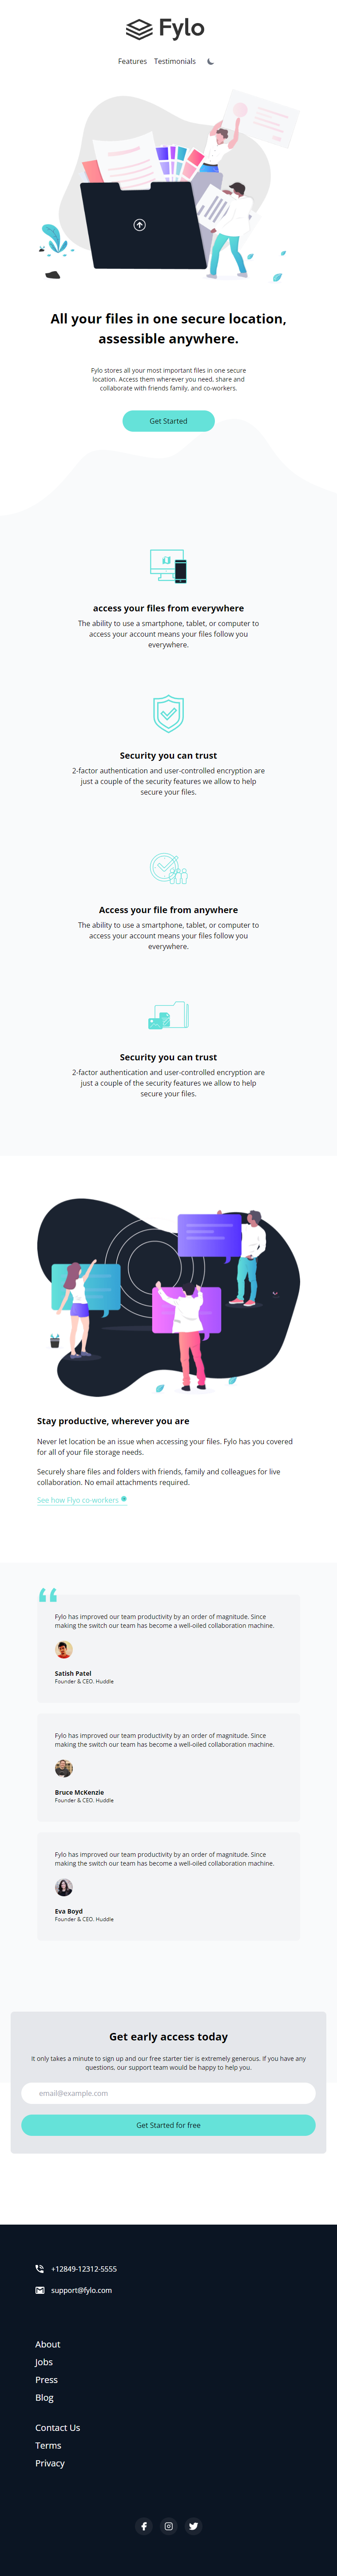 Fylo
Features Testimonials
All your files in one secure location,
assessible anywhere.
Fylo stores all your most important files in one secure
location. Access them wherever you need, share and
collaborate with friends family, and co-workers.
Get Started
access your files from everywhere
The ability to use a smartphone, tablet, or computer to
access your account means your files follow you
everywhere.
Security you can trust
2-factor authentication and user-controlled encryption are
just a couple of the security features we allow to help
secure your files.
Access your file from anywhere
The ability to use a smartphone, tablet, or computer to
access your account means your files follow you
everywhere.
Security you can trust
2-factor authentication and user-controlled encryption are
just a couple of the security features we allow to help
secure your files.
Stay productive, wherever you are
Never let location be an issue when accessing your files. Fylo has you covered
for all of your file storage needs.
Securely share files and folders with friends, family and colleagues for live
collaboration. No email attachments required.
See how Flyo co-workers
Fylo has improved our team productivity by an order of magnitude. Since
making the switch our team has become a well-oiled collaboration machine.
Satish Patel
Founder & CEO. Huddle
Fylo has improved our team productivity by an order of magnitude. Since
making the switch our team has become a well-oiled collaboration machine.
Bruce McKenzie
Founder & CEO. Huddle
Fylo has improved our team productivity by an order of magnitude. Since
making the switch our team has become a well-oiled collaboration machine.
Eva Boyd
Founder & CEO. Huddle
Get early access today
It only takes a minute to sign up and our free starter tier is extremely generous. If you have any
questions, our support team would be happy to help you.
email@example.com
Get Started for free
+12849-12312-5555
support@fylo.com
About
Jobs
Press
Blog
Contact Us
Terms
Privacy